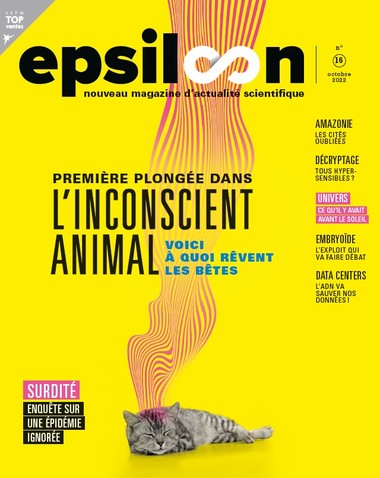 SEPM
TOP
ventes
epsiloon
nouveau magazine d'actualité scientifique
n°
16
octobre
2022
AMAZONIE
LES CITÉS
OUBLIÉES
DÉCRYPTAGE
TOUS HYPER-
SENSIBLES ?
UNIVERS
CE QU'IL Y AVAIT
AVANT LE SOLEIL
EMBRYOÏDE
L'EXPLOIT QUI
VA FAIRE DÉBAT
DATA CENTERS
L'ADN VA
SAUVER NOS
DONNÉES !
PREMIÈRE PLONGÉE DANS
L'INCONSCIENT
ANIMAL
VOICI
À QUOI RÊVENT
LES BÊTES
SURDITÉ
ENQUÊTE SUR
UNE ÉPIDÉMIE
IGNORÉE